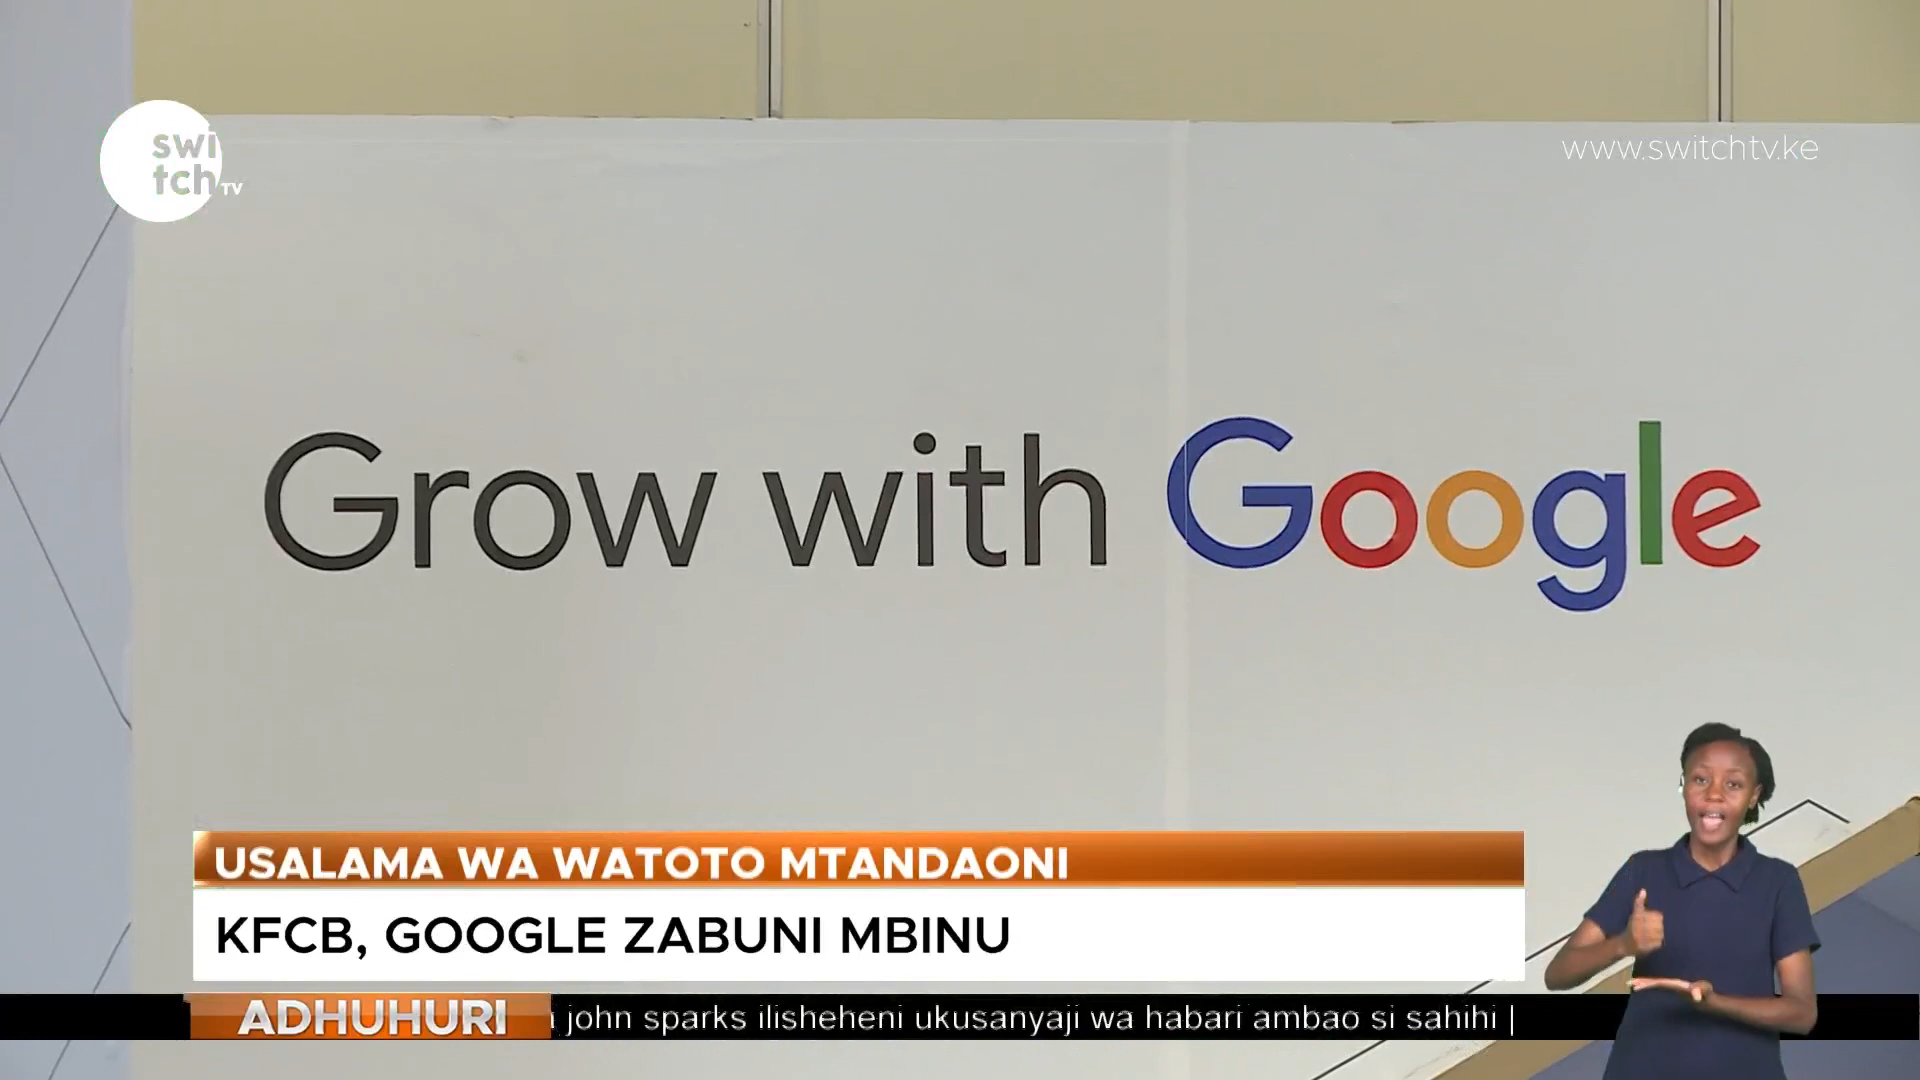 swi
tch TV
www.switchtv.ke
Grow with Google
USALAMA WA WATOTO MTANDAONI
KFCB, GOOGLE ZABUNI MBINU
ADHUHURI
john sparks ilisheheni ukusanyaji wa habari ambao si sahihi |